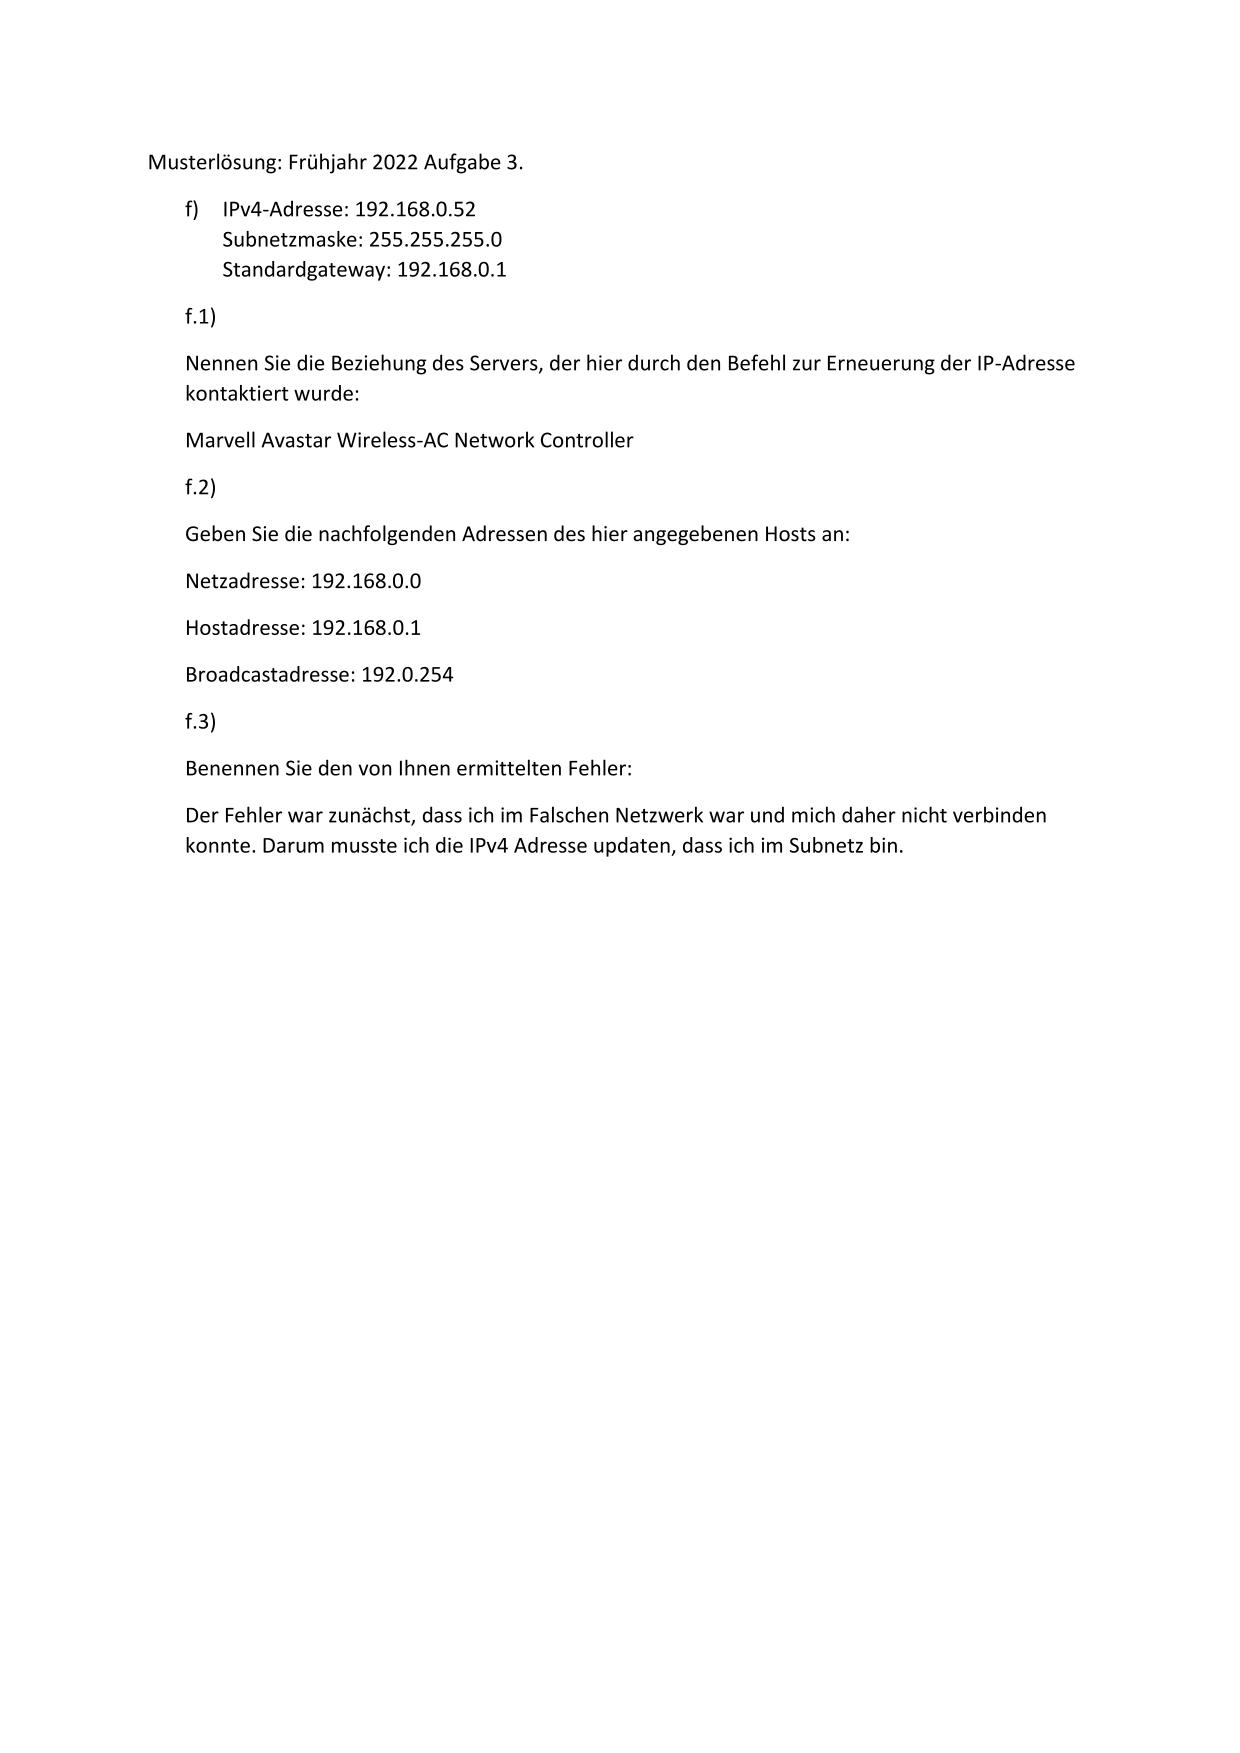 Musterlösung: Frühjahr 2022 Aufgabe 3.
f) IPv4-Adresse: 192.168.0.52
Subnetzmaske: 255.255.255.0
Standardgateway: 192.168.0.1
f.1)
Nennen Sie die Beziehung des Servers, der hier durch den Befehl zur Erneuerung der IP-Adresse
kontaktiert wurde:
Marvell Avastar Wireless-AC Network Controller
f.2)
Geben Sie die nachfolgenden Adressen des hier angegebenen Hosts an:
Netzadresse: 192.168.0.0
Hostadresse: 192.168.0.1
Broadcastadresse: 192.0.254
f.3)
Benennen Sie den von Ihnen ermittelten Fehler:
Der Fehler war zunächst, dass ich im Falschen Netzwerk war und mich daher nicht verbinden
konnte. Darum musste ich die IPv4 Adresse updaten, dass ich im Subnetz bin.